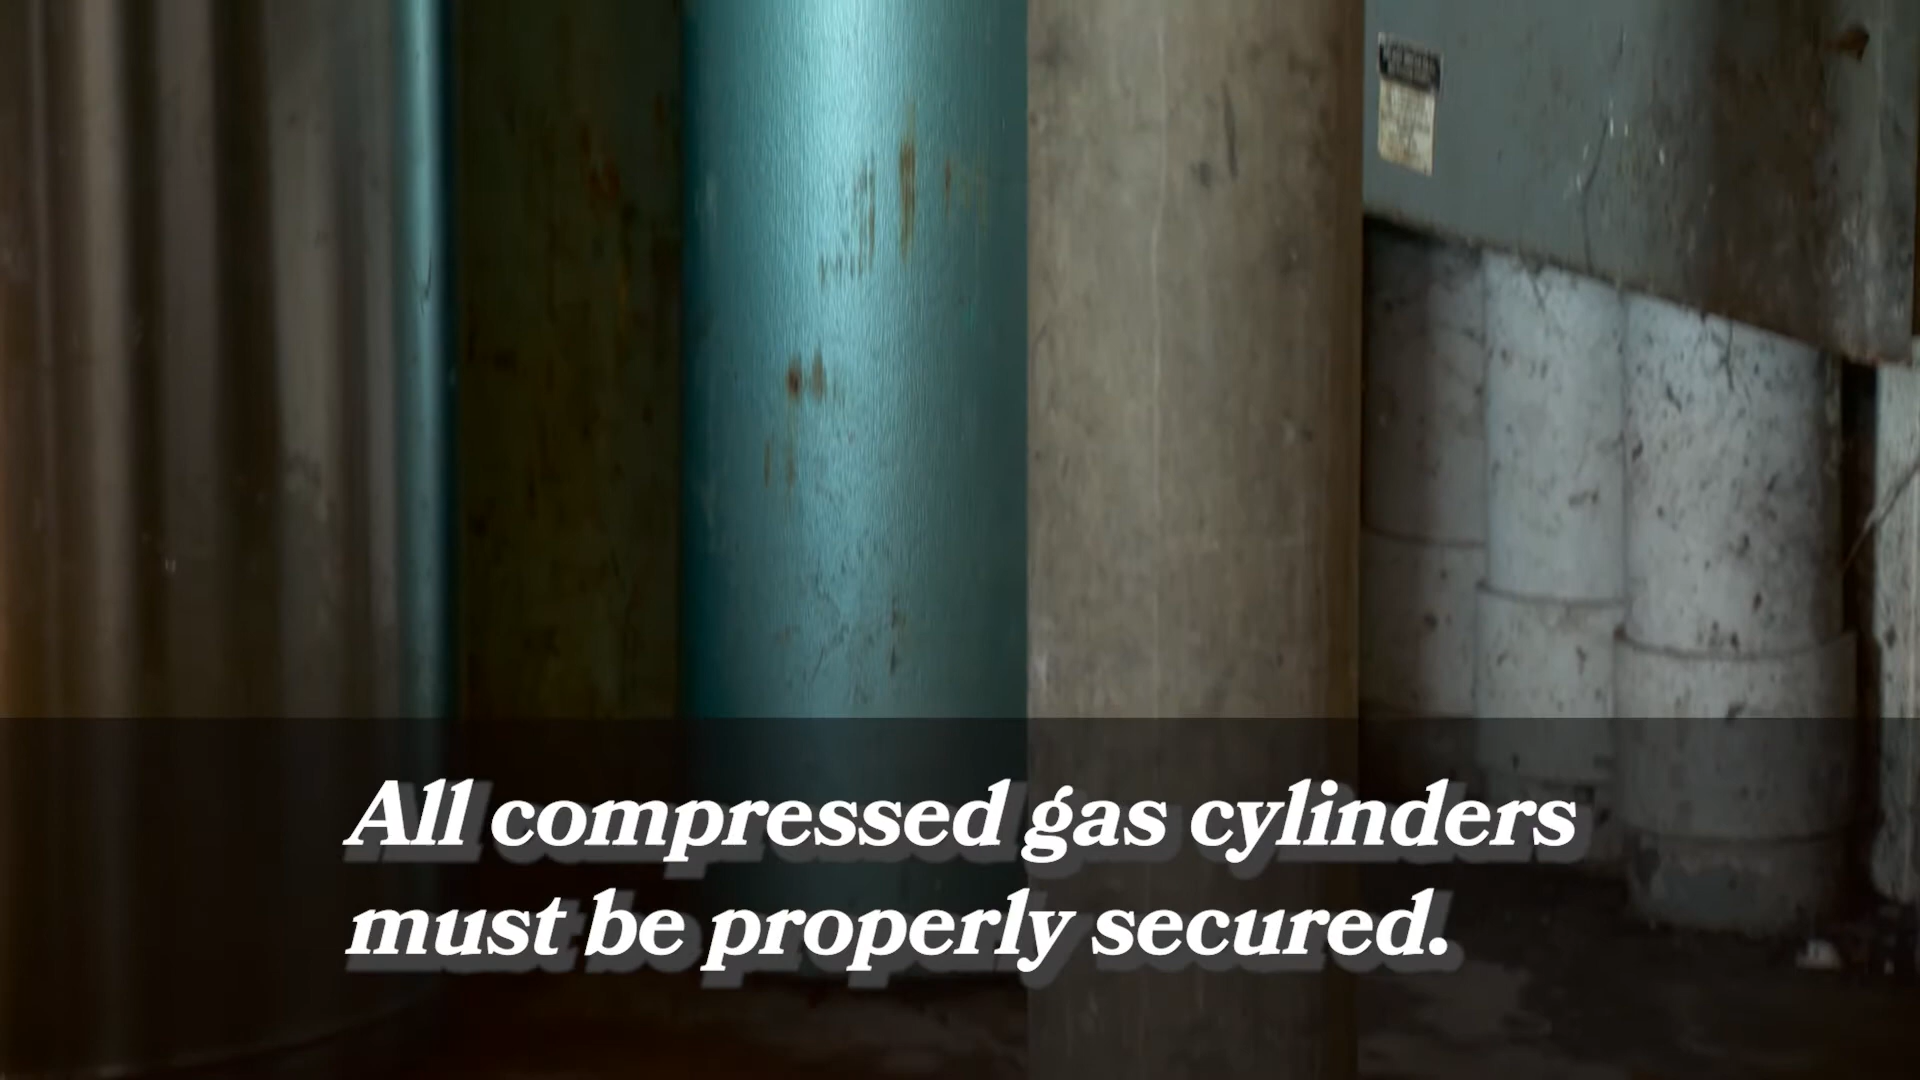 All compressed gas cylinders
must be properly secured.